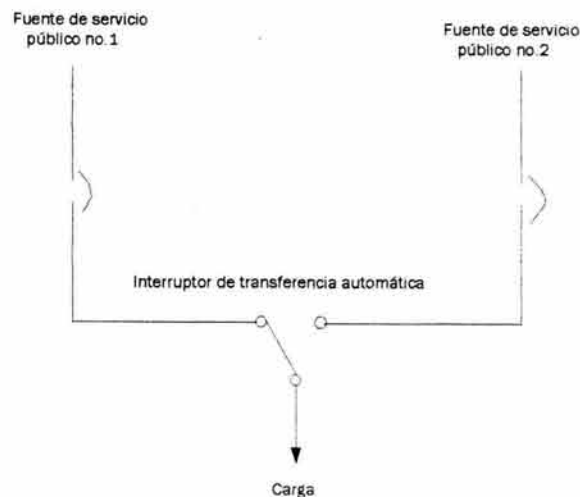 Fuente de servicio
público no.1
Fuente de servicio
público no.2
Interruptor de transferencia automática
Carga